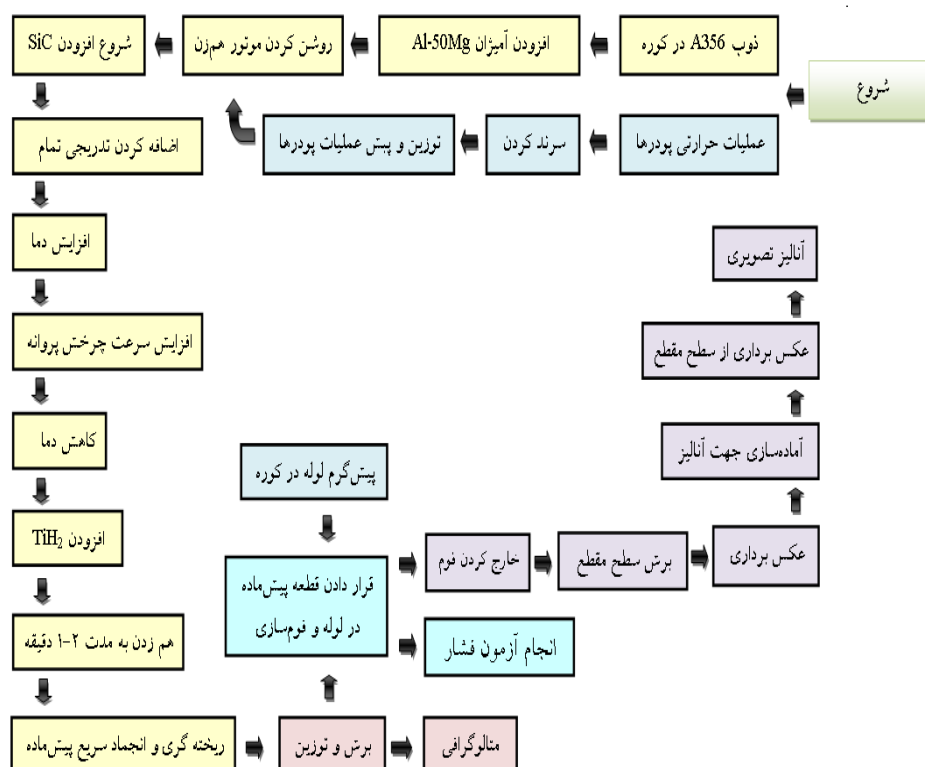 شروع
ذوب A356 در کوره
افزودن آمیژان Al-50Mg
روشن کردن موتور هم‌زن
شروع افزودن SiC
عملیات حرارتی پودرها
سرند کردن
توزین و پیش عملیات پودرها
اضافه کردن تدریجی تمام
افزایش دما
افزایش سرعت چرخش پروانه
کاهش دما
افزودن TiH₂
هم زدن به مدت ۲-۱ دقیقه
ریخته گری و انجماد سریع پیش‌ماده
برش و توزین
متالوگرافی
پیش‌گرم لوله در کوره
قرار دادن قطعه پیش‌ماده
در لوله و فوم‌سازی
انجام آزمون فشار
خارج کردن فوم
برش سطح مقطع
عکس برداری
آماده‌سازی جهت آنالیز
عکس برداری از سطح مقطع
آنالیز تصویری